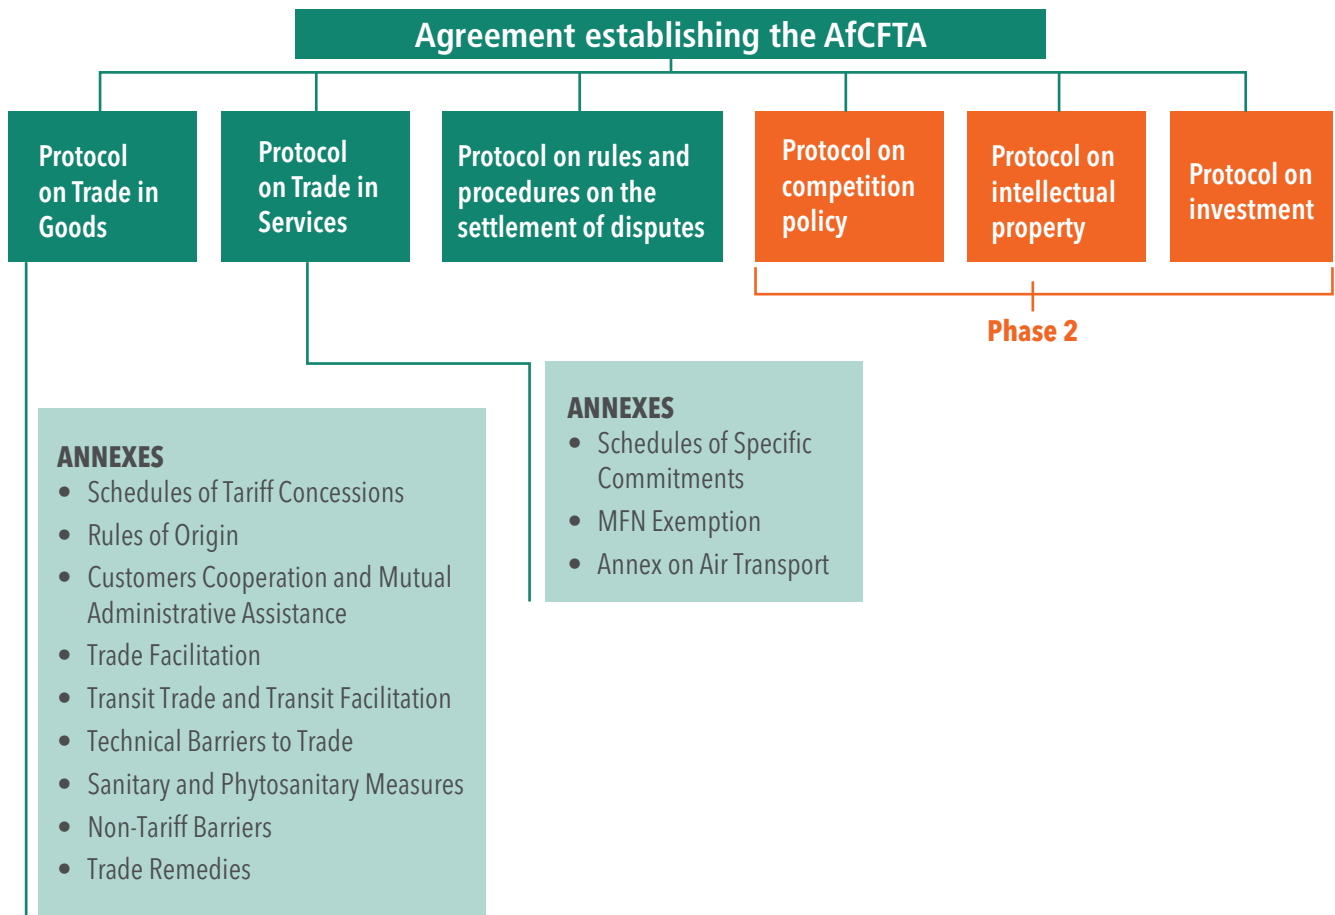 Agreement establishing the AfCFTA
Protocol
on Trade in
Goods
Protocol
on Trade in
Services
Protocol on rules and
procedures on the
settlement of disputes
Protocol on
competition
policy
Protocol on
intellectual
property
Protocol on
investment
Phase 2
ANNEXES
• Schedules of Tariff Concessions
• Rules of Origin
• Customers Cooperation and Mutual
Administrative Assistance
• Trade Facilitation
• Transit Trade and Transit Facilitation
• Technical Barriers to Trade
• Sanitary and Phytosanitary Measures
• Non-Tariff Barriers
• Trade Remedies
ANNEXES
• Schedules of Specific
Commitments
• MFN Exemption
• Annex on Air Transport